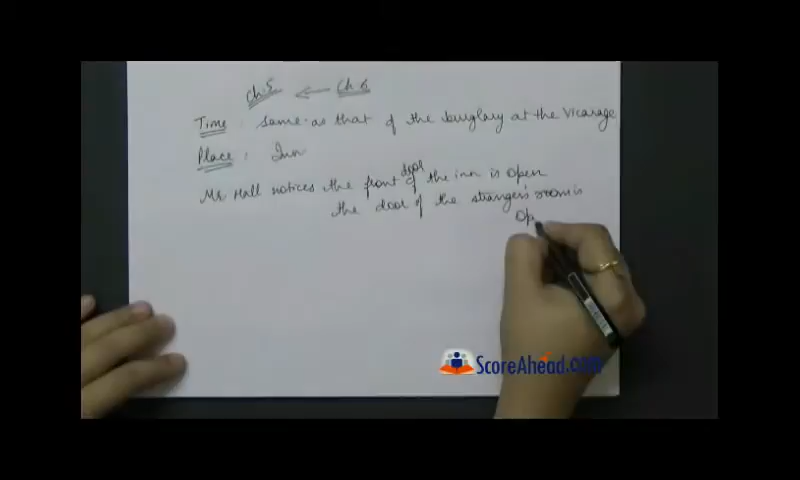 Ch 5 ← Ch 6
Time : Same as that of the burglary at the Vicarage
Place : Inn
Mr Hall notices the front door of the inn is open
the door of the stranger's room is
Op
ScoreAhead.com